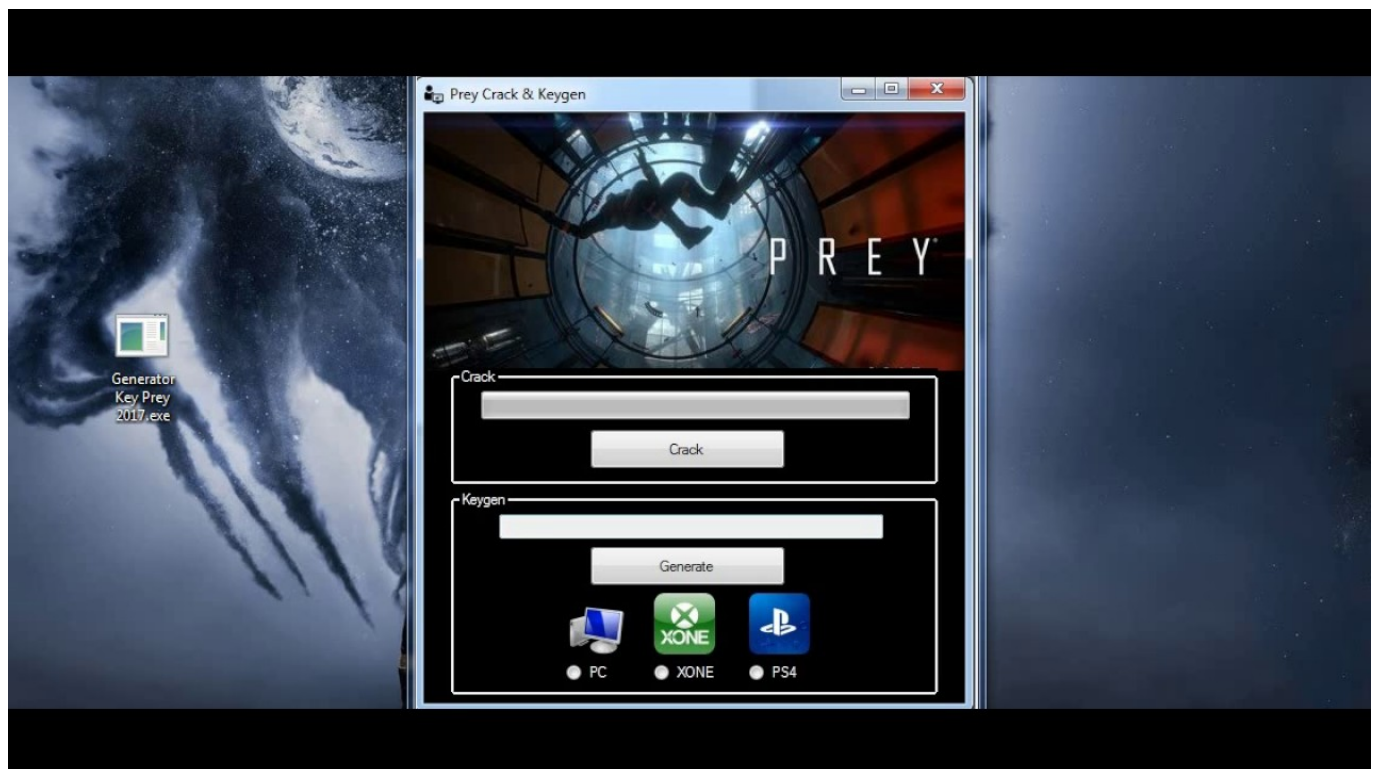 Prey Crack & Keygen
PREY
Generator
Key Prey
2017.exe
Crack
Crack
Keygen
Generate
XONE
PC
XONE
PS4